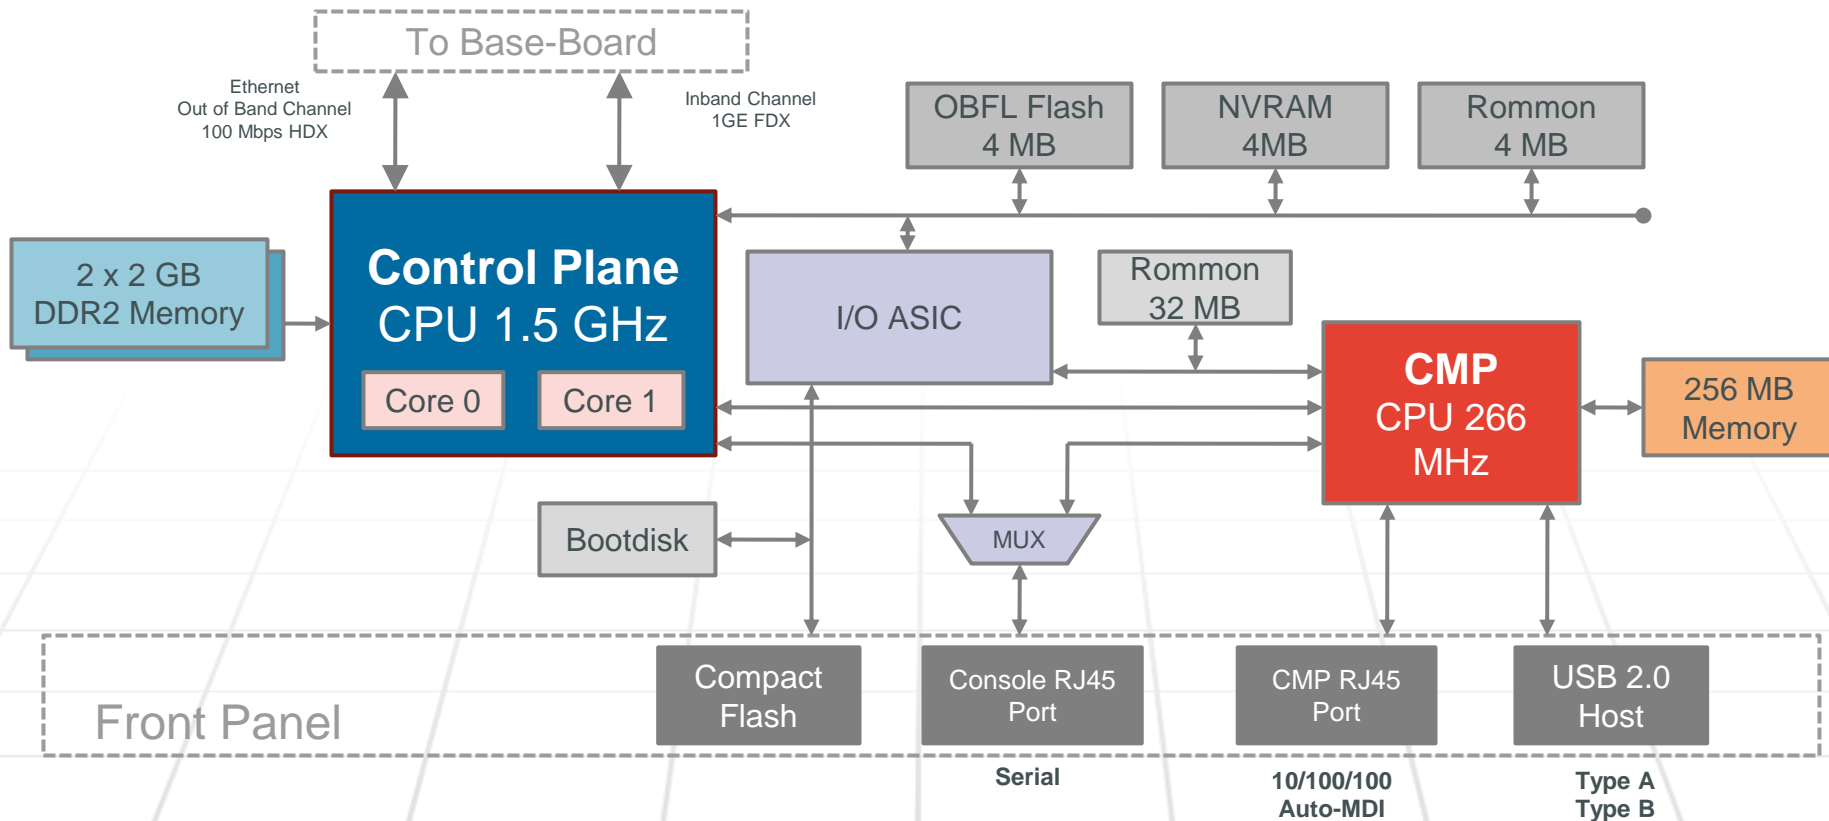 To Base-Board
Ethernet
Out of Band Channel
100 Mbps HDX
Inband Channel
1GE FDX
OBFL Flash
4 MB
NVRAM
4MB
Rommon
4 MB
2 x 2 GB
DDR2 Memory
Control Plane
CPU 1.5 GHz
Core 0
Core 1
I/O ASIC
Rommon
32 MB
CMP
CPU 266
MHz
256 MB
Memory
Bootdisk
MUX
Front Panel
Compact
Flash
Console RJ45
Port
CMP RJ45
Port
USB 2.0
Host
Serial
10/100/100
Auto-MDI
Type A
Type B